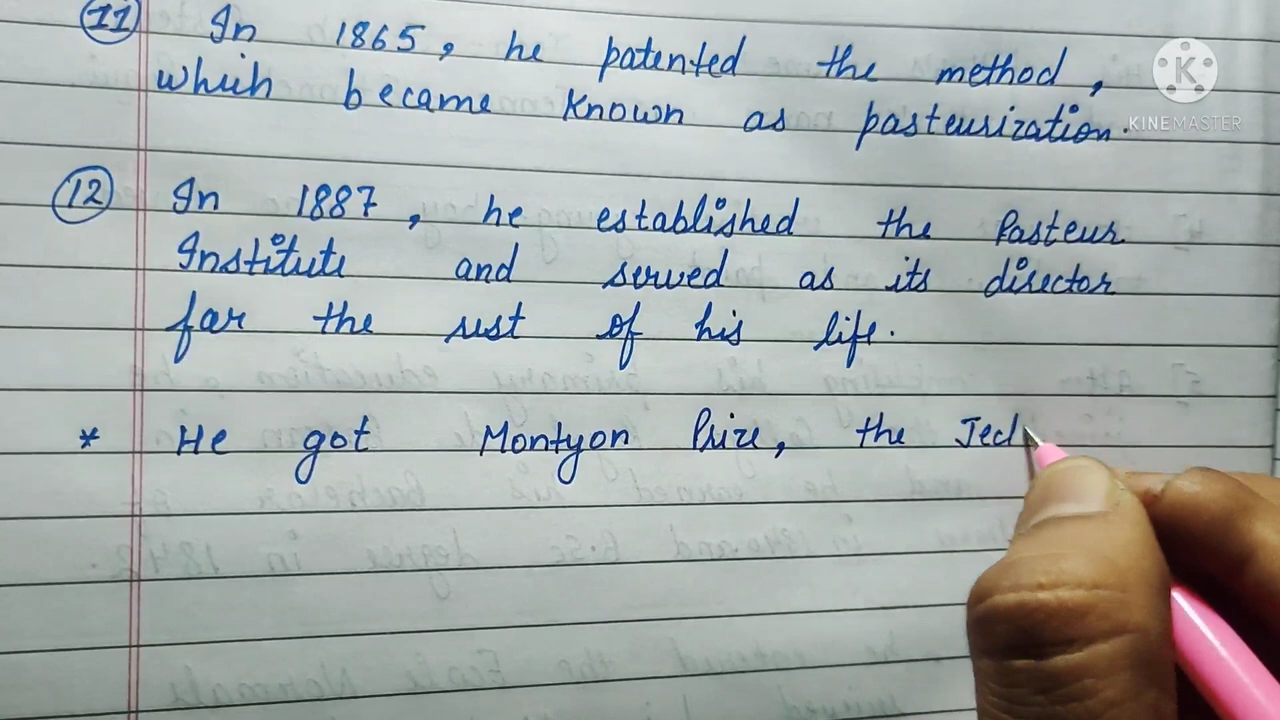 11 In 1865, he patented the method,
which became known as pasteurization.
KINEMASTER
12 In 1887, he established the Pasteur
Institute and served as its director
for the rest of his life.
* He got Montyon Prize, the Jed